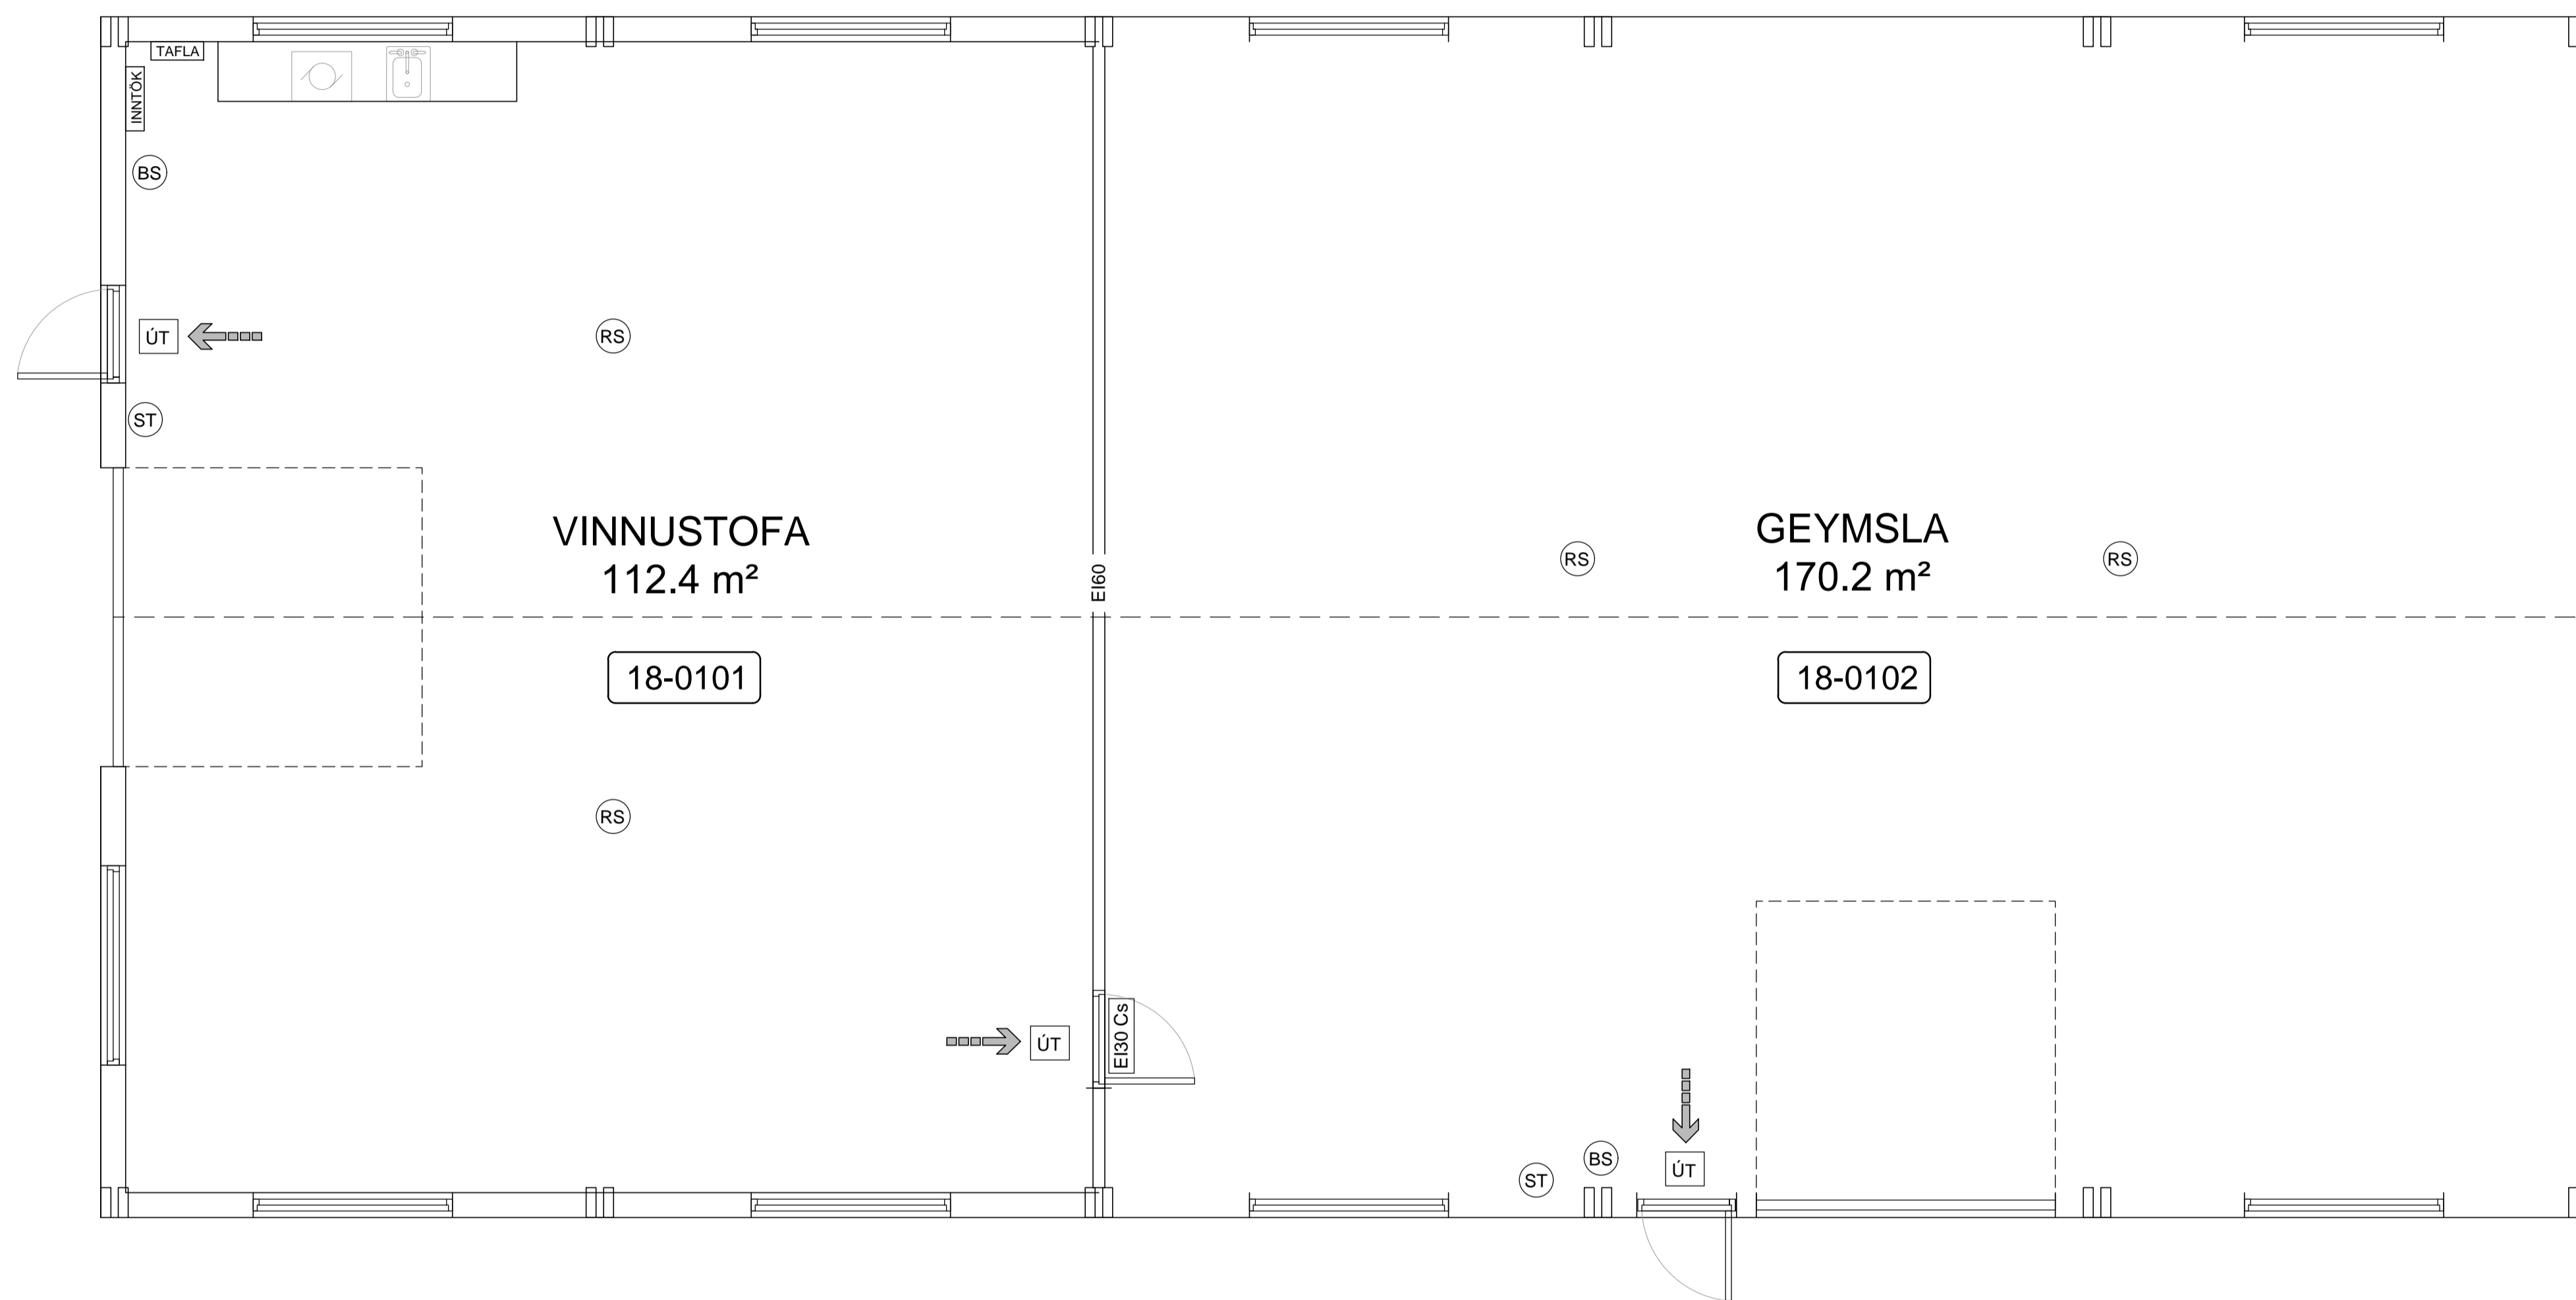 TAFLA
INNTÖK
BS
ÚT
RS
ST
VINNUSTOFA
112.4 m²
18-0101
RS
ÚT
EI60
EI30 Cs
GEYMSLA
170.2 m²
RS
RS
18-0102
ST
BS
ÚT